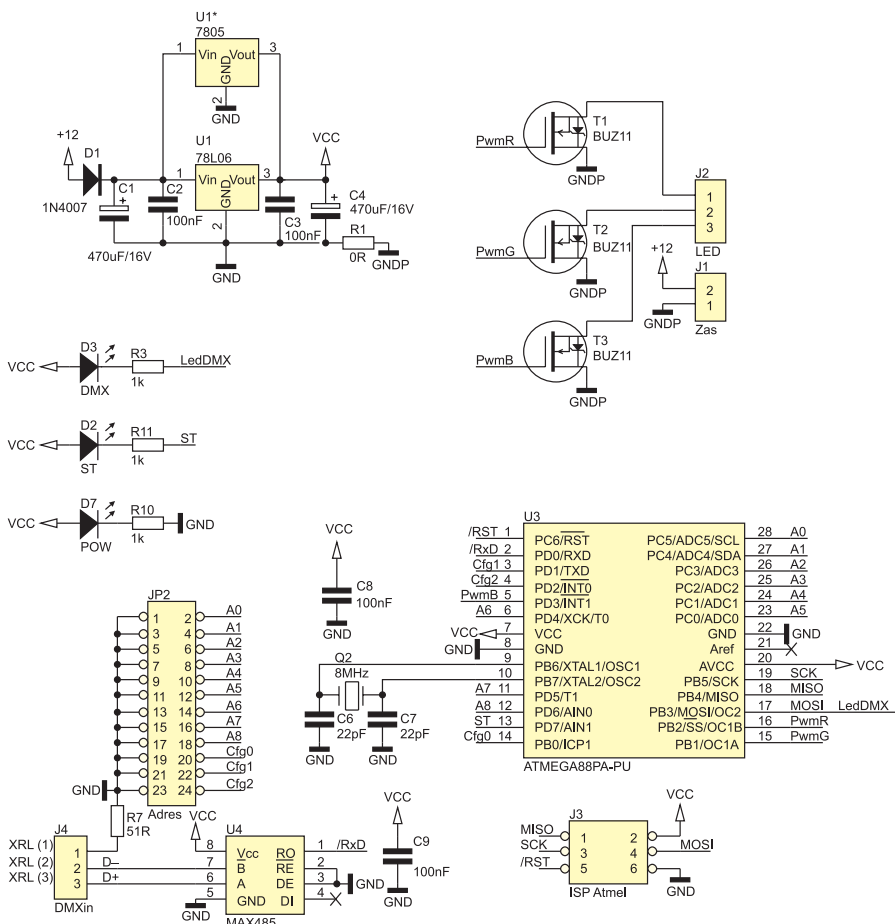 U1*
7805
1 Vin Vout 3
GND
2
GND
+12
D1
1N4007
U1
78L06
1 Vin Vout 3
GND
2
VCC
C1
+
470uF/16V
C2
100nF
C3
100nF
+
C4
470uF/16V
R1
0R
GNDP
GND
PwmR
T1
BUZ11
GNDP
PwmG
T2
BUZ11
GNDP
PwmB
T3
BUZ11
GNDP
J2
1
2
3
LED
+12
J1
2
1
Zas
GNDP
VCC D3 R3 LedDMX
DMX 1k
VCC D2 R11 ST
ST 1k
VCC D7 R10 GND
POW 1k
VCC
C8
100nF
GND
U3
/RST 1 PC6/RST PC5/ADC5/SCL 28 A0
/RxD 2 PD0/RXD PC4/ADC4/SDA 27 A1
Cfg1 3 PD1/TXD PC3/ADC3 26 A2
Cfg2 4 PD2/INT0 PC2/ADC2 25 A3
PwmB 5 PD3/INT1 PC1/ADC1 24 A4
A6 6 PD4/XCK/T0 PC0/ADC0 23 A5
VCC 7 VCC GND 22 GND
GND 8 GND Aref 21
9 PB6/XTAL1/OSC1 AVCC 20 VCC
10 PB7/XTAL2/OSC2 PB5/SCK 19 SCK
A7 11 PD5/T1 PB4/MISO 18 MISO
A8 12 PD6/AIN0 PB3/MOSI/OC2 17 MOSI LedDMX
ST 13 PD7/AIN1 PB2/SS/OC1B 16 PwmR
Cfg0 14 PB0/ICP1 PB1/OC1A 15 PwmG
ATMEGA88PA-PU
Q2
8MHz
C6
22pF
C7
22pF
GND
JP2
1 2 A0
3 4 A1
5 6 A2
7 8 A3
9 10 A4
11 12 A5
13 14 A6
15 16 A7
17 18 A8
19 20 Cfg0
21 22 Cfg1
GND 23 24 Cfg2
Adres
R7
51R
J4
XRL (1) 1
XRL (2) 2 D–
XRL (3) 3 D+
DMXin
VCC
U4
8 Vcc RO 1 /RxD
7 B RE 2
6 A DE 3 GND
GND 5 GND DI 4
MAX485
VCC
C9
100nF
GND
J3
VCC
MISO 1 2
SCK 3 4 MOSI
/RST 5 6
GND
ISP Atmel